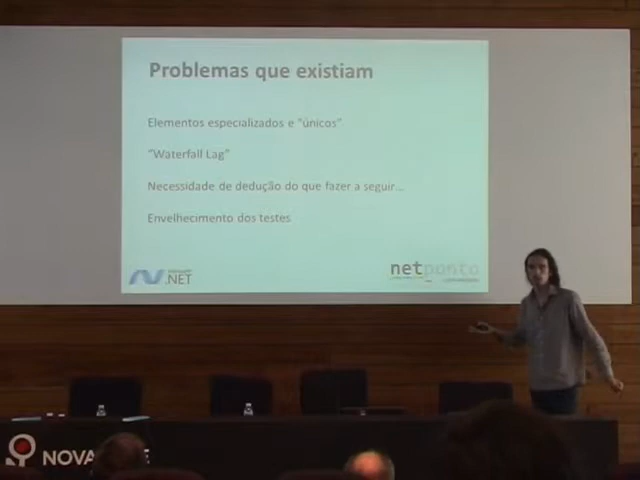 Problemas que existiam
Elementos especializados e "únicos"
"Waterfall Lag"
Necessidade de dedução do que fazer a seguir...
Envelhecimento dos testes
.NET
netponto
NOVA